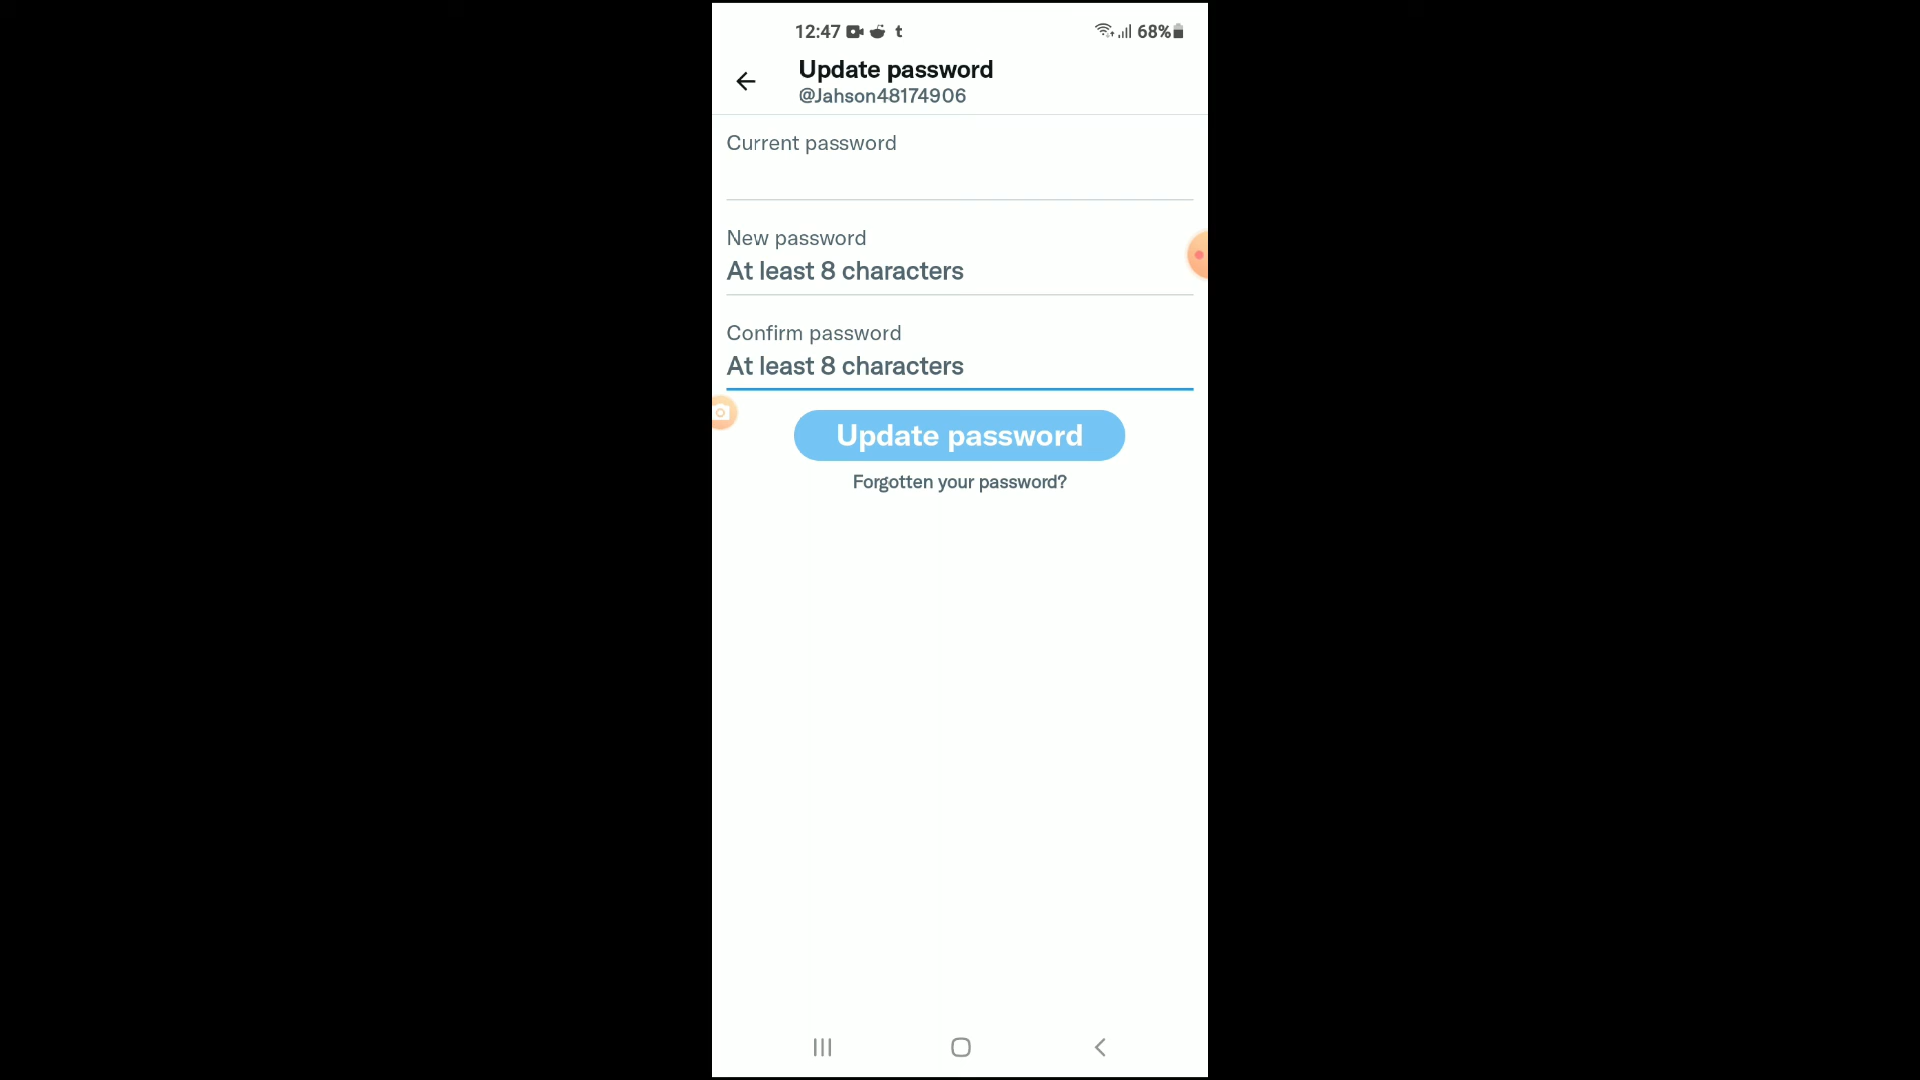 12:47 t 68%
Update password
@Jahson48174906
Current password
New password
At least 8 characters
Confirm password
At least 8 characters
Update password
Forgotten your password?